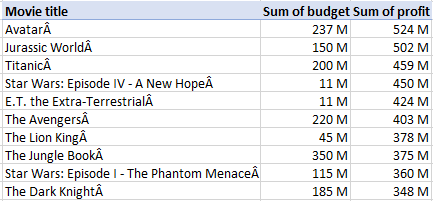 Movie title Sum of budget Sum of profit
AvatarÂ 237 M 524 M
Jurassic WorldÂ 150 M 502 M
TitanicÂ 200 M 459 M
Star Wars: Episode IV - A New HopeÂ 11 M 450 M
E.T. the Extra-TerrestrialÂ 11 M 424 M
The AvengersÂ 220 M 403 M
The Lion KingÂ 45 M 378 M
The Jungle BookÂ 350 M 375 M
Star Wars: Episode I - The Phantom MenaceÂ 115 M 360 M
The Dark KnightÂ 185 M 348 M